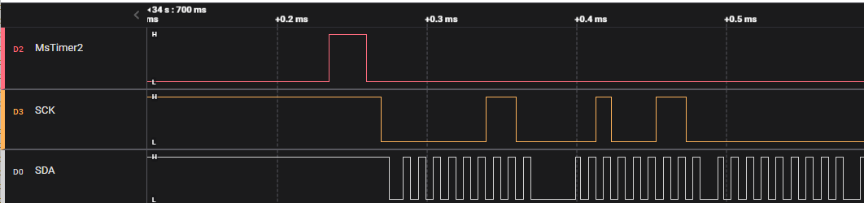 +34 s : 700 ms
ms +0.2 ms +0.3 ms +0.4 ms +0.5 ms
D2 MsTimer2 H
L
D3 SCK H
L
D0 SDA H
L